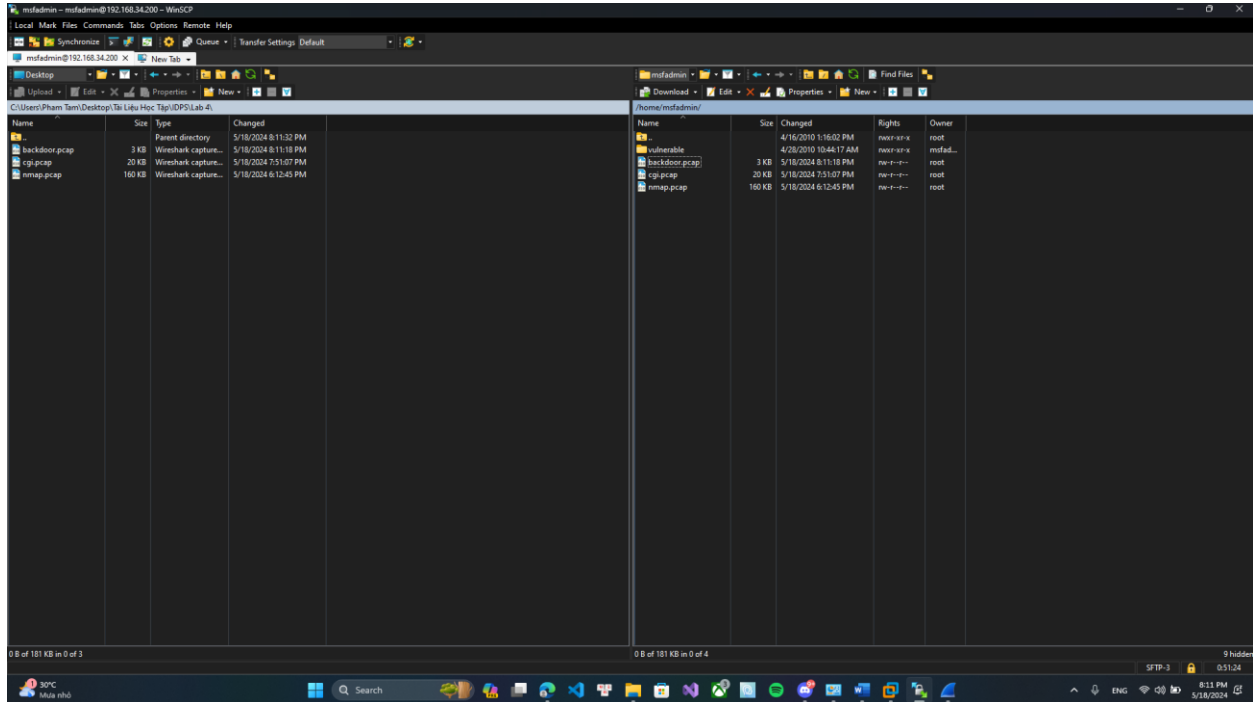 msfadmin – msfadmin@192.168.34.200 – WinSCP
Local Mark Files Commands Tabs Options Remote Help
Synchronize Queue Transfer Settings Default
msfadmin@192.168.34.200 X New Tab
Desktop
Upload Edit Properties New
C:\Users\Pham Tam\Desktop\Tài Liệu Học Tập\IDPS\Lab 4\
Name Size Type Changed
.. Parent directory 5/18/2024 8:11:32 PM
backdoor.pcap 3 KB Wireshark capture... 5/18/2024 8:11:18 PM
cgi.pcap 20 KB Wireshark capture... 5/18/2024 7:51:07 PM
nmap.pcap 160 KB Wireshark capture... 5/18/2024 6:12:45 PM
0 B of 181 KB in 0 of 3
msfadmin Find Files
Download Edit Properties New
/home/msfadmin/
Name Size Changed Rights Owner
.. 4/16/2010 1:16:02 PM rwxr-xr-x root
vulnerable 4/28/2010 10:44:17 AM rwxr-xr-x msfad...
backdoor.pcap 3 KB 5/18/2024 8:11:18 PM rw-r--r-- root
cgi.pcap 20 KB 5/18/2024 7:51:07 PM rw-r--r-- root
nmap.pcap 160 KB 5/18/2024 6:12:45 PM rw-r--r-- root
0 B of 181 KB in 0 of 4 9 hidden
SFTP-3 0:51:24
1
30°C
Mưa nhỏ
Search
ENG
8:11 PM
5/18/2024